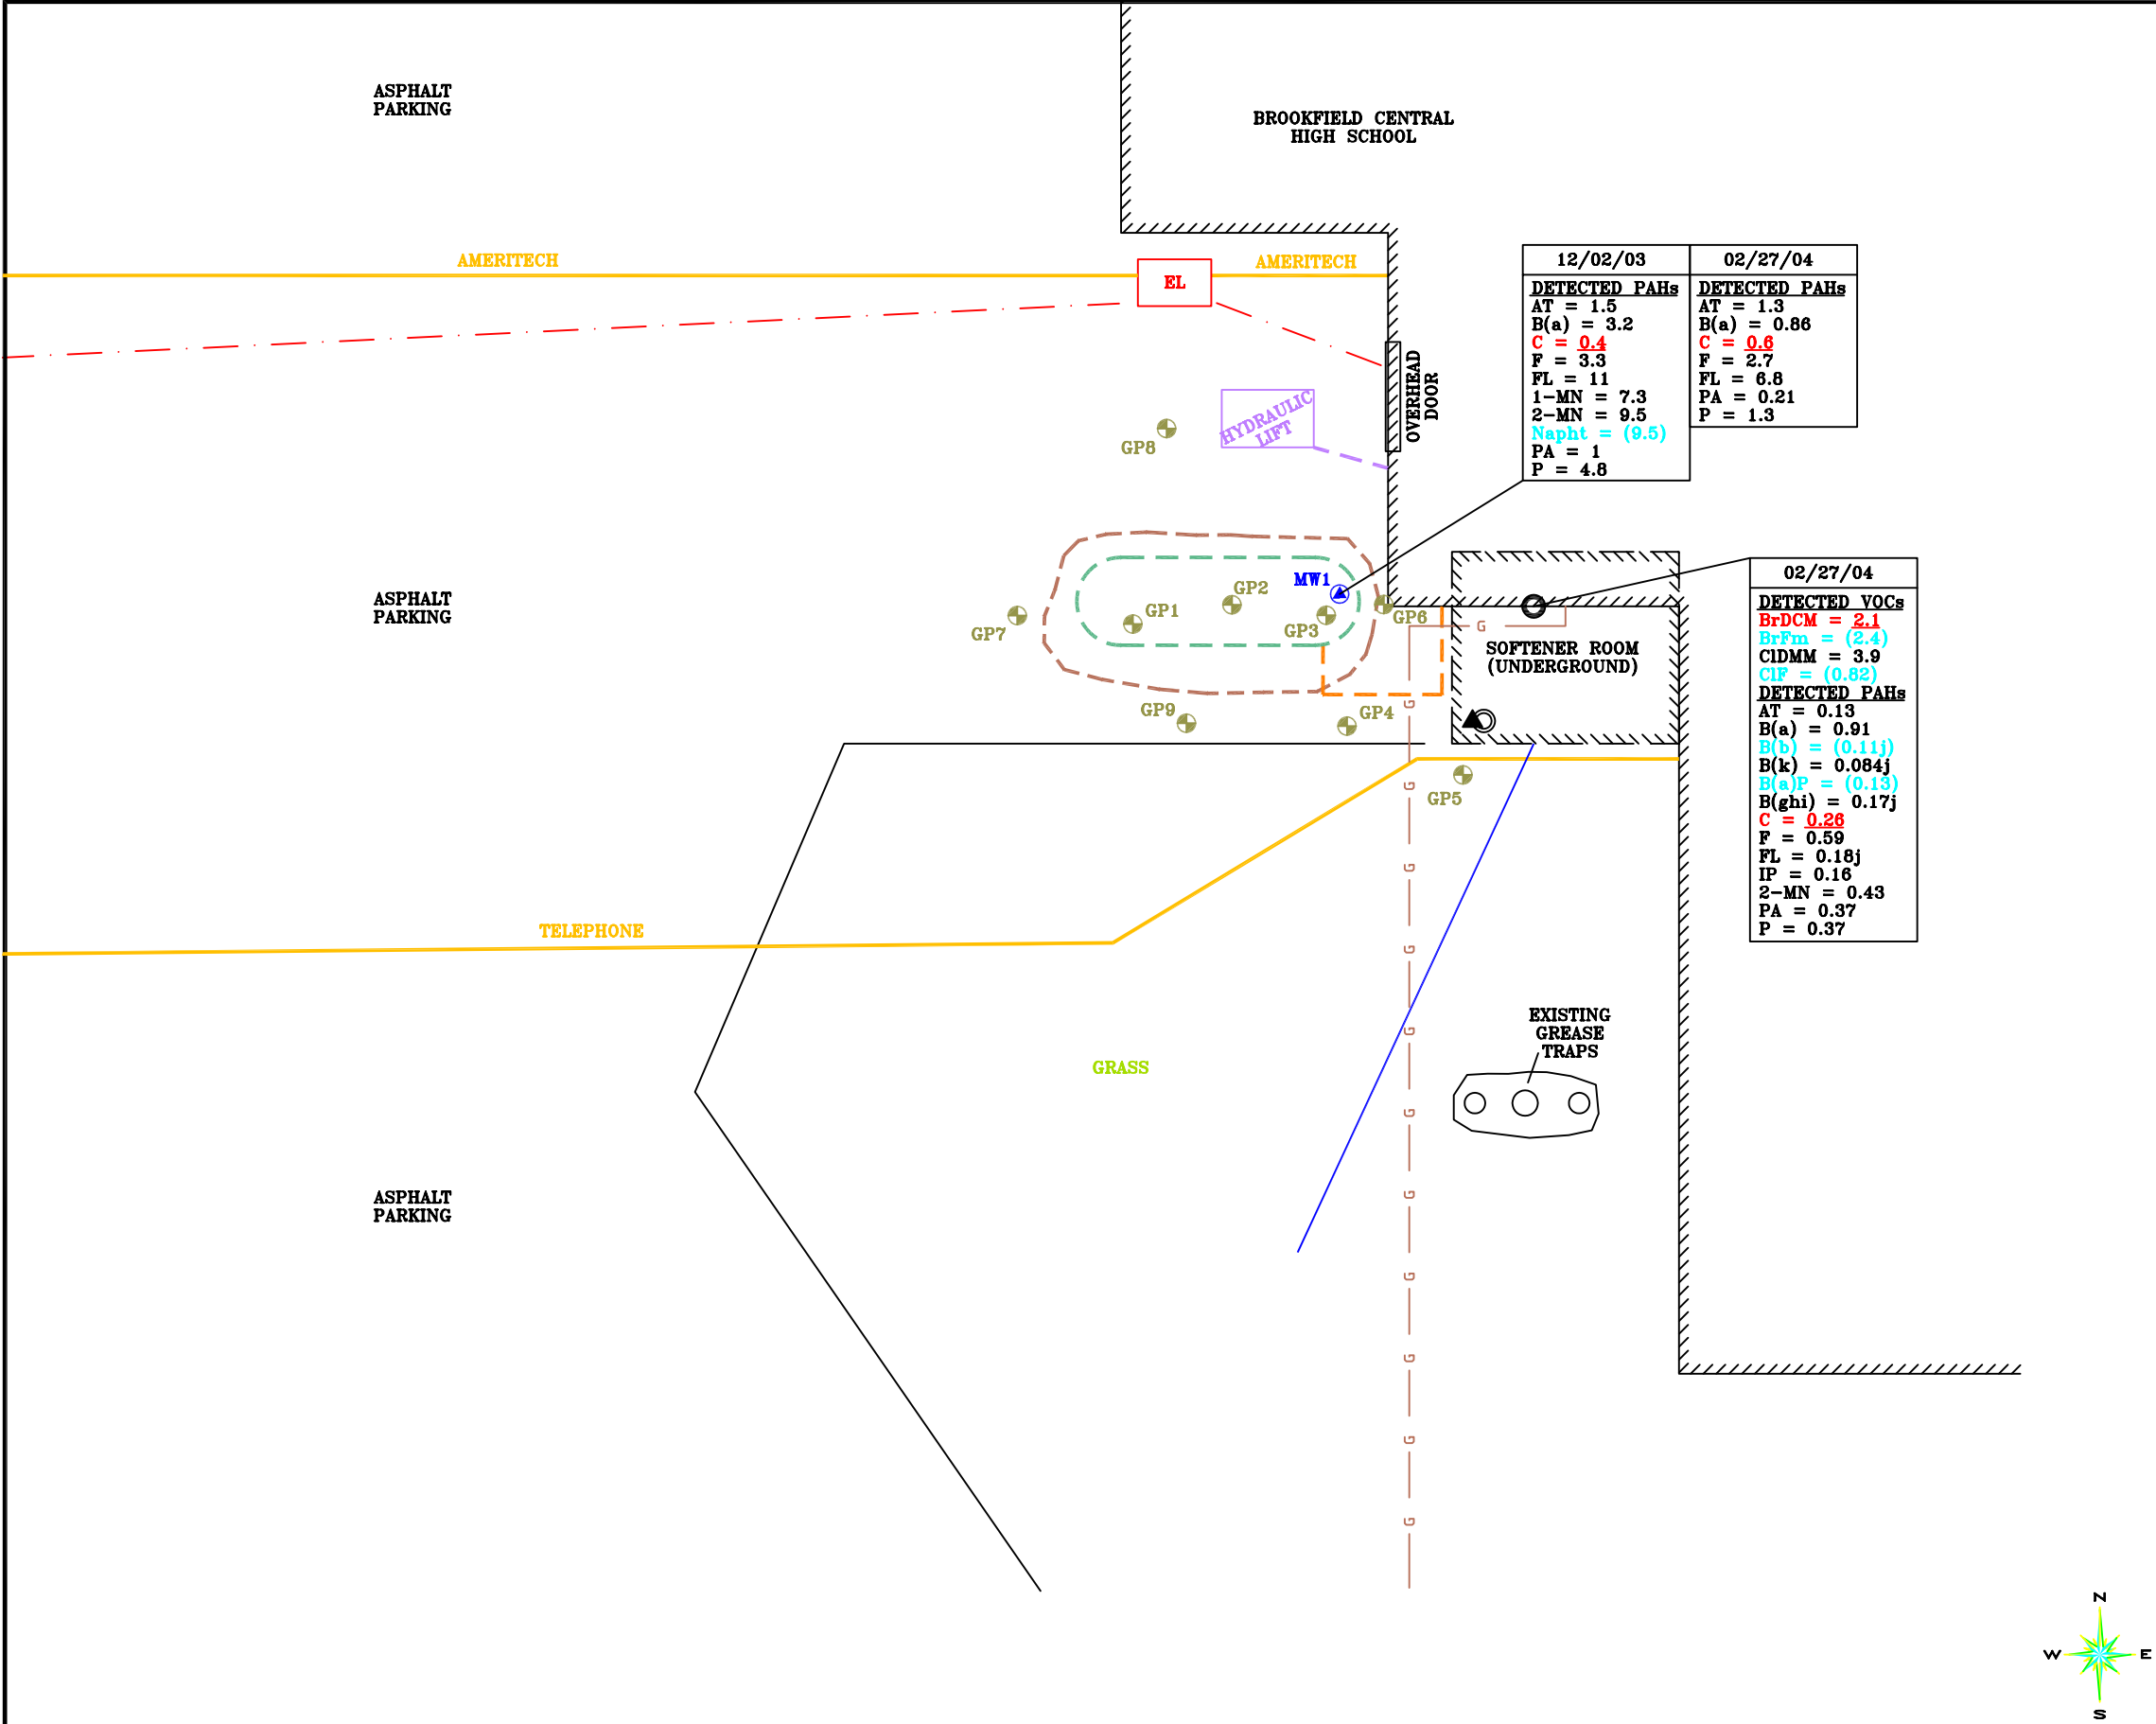 ASPHALT
PARKING
BROOKFIELD CENTRAL
HIGH SCHOOL
AMERITECH
AMERITECH
EL
OVERHEAD
DOOR
HYDRAULIC
LIFT
GP8
12/02/03
DETECTED PAHs
AT = 1.5
B(a) = 3.2
C = 0.4
F = 3.3
FL = 11
1-MN = 7.3
2-MN = 9.5
Napht = (9.5)
PA = 1
P = 4.8
02/27/04
DETECTED PAHs
AT = 1.3
B(a) = 0.86
C = 0.6
F = 2.7
FL = 6.8
PA = 0.21
P = 1.3
ASPHALT
PARKING
MW1
GP2
GP1
GP3
GP6
GP7
G
SOFTENER ROOM
(UNDERGROUND)
GP9
GP4
GP5
02/27/04
DETECTED VOCs
BrDCM = 2.1
BrFm = (2.4)
ClDMM = 3.9
ClF = (0.82)
DETECTED PAHs
AT = 0.13
B(a) = 0.91
B(b) = (0.11j)
B(k) = 0.084j
B(a)P = (0.13)
B(ghi) = 0.17j
C = 0.26
F = 0.59
FL = 0.18j
IP = 0.16
2-MN = 0.43
PA = 0.37
P = 0.37
G
G
G
G
G
G
G
G
G
G
G
TELEPHONE
GRASS
EXISTING
GREASE
TRAPS
ASPHALT
PARKING
N
W
E
S